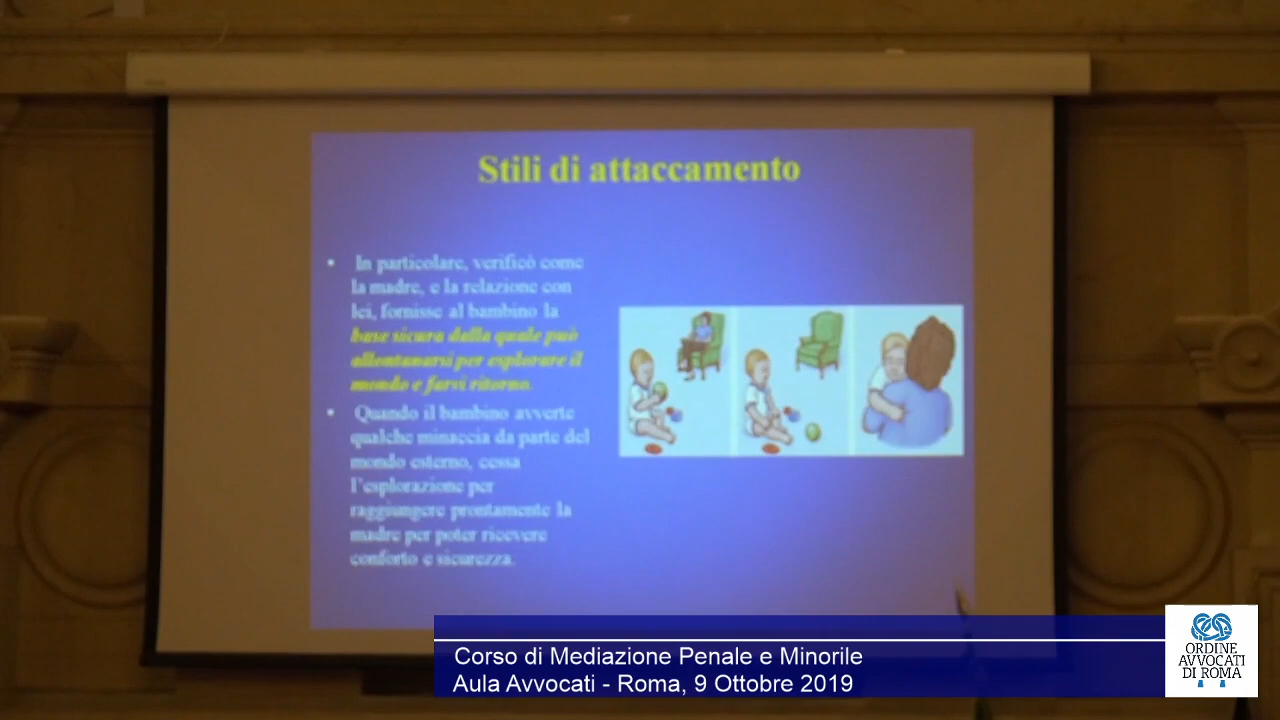 Stili di attaccamento
• In particolare, verificò come
la madre, e la relazione con
lei, fornisse al bambino la
base sicura dalla quale può
allontanarsi per esplorare il
mondo e farvi ritorno.
• Quando il bambino avverte
qualche minaccia da parte del
mondo esterno, cessa
l'esplorazione per
raggiungere prontamente la
madre per poter ricevere
conforto e sicurezza.
Corso di Mediazione Penale e Minorile
Aula Avvocati - Roma, 9 Ottobre 2019
ORDINE
AVVOCATI
DI ROMA